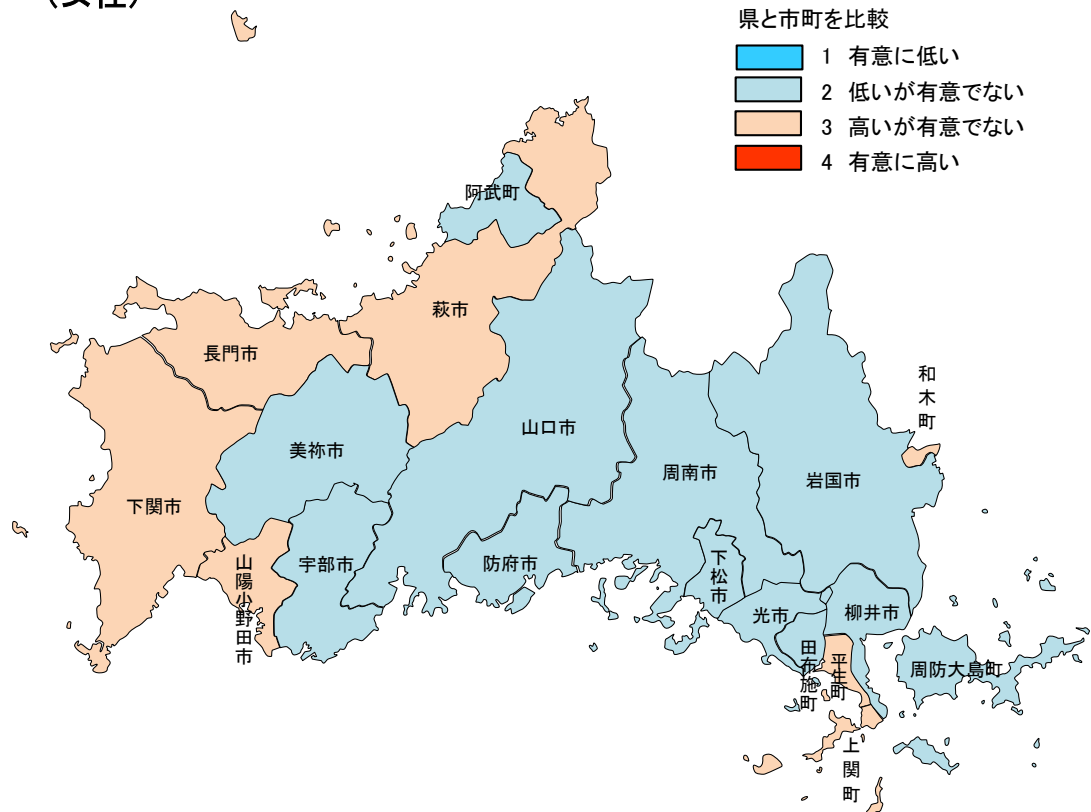 (女性)
県と市町を比較
1 有意に低い
2 低いが有意でない
3 高いが有意でない
4 有意に高い
阿武町
萩市
長門市
和木町
山口市
美祢市
周南市
岩国市
下関市
山陽小野田市
宇部市
防府市
下松市
光市
柳井市
田布施町
平生町
周防大島町
上関町